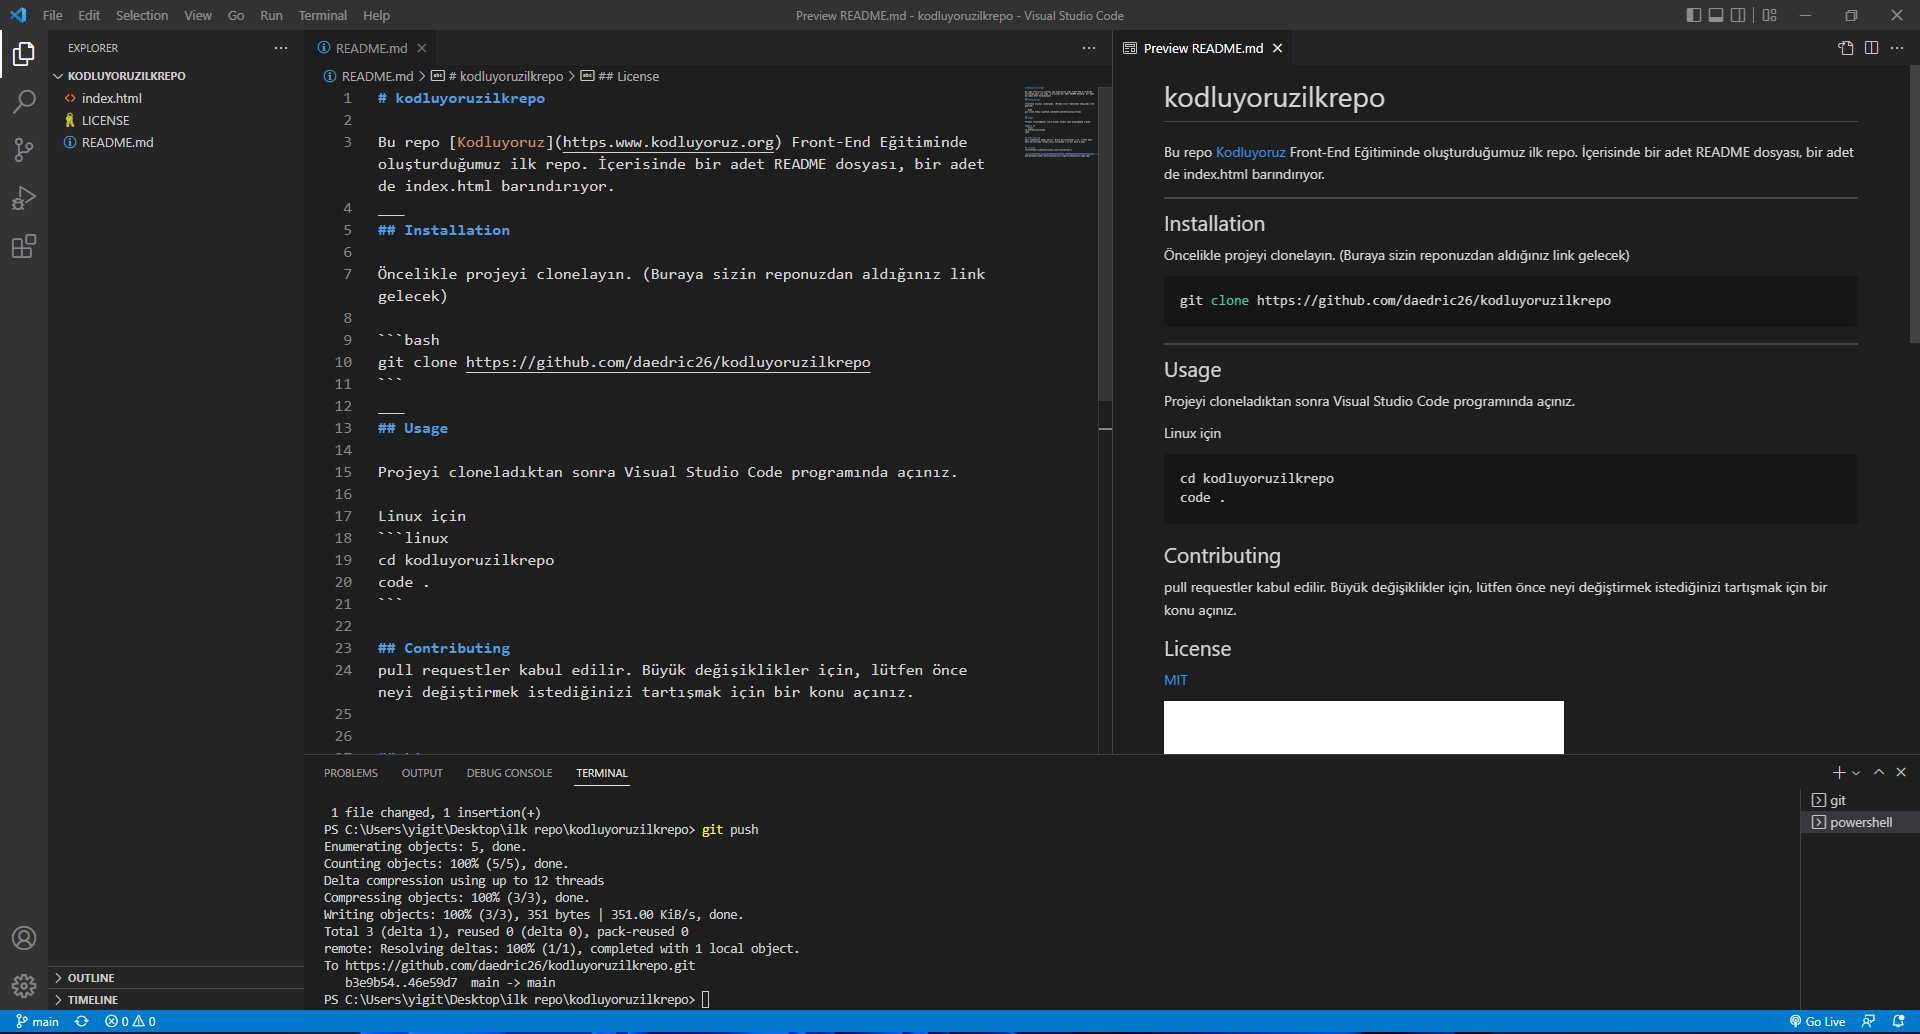 File Edit Selection View Go Run Terminal Help
Preview README.md - kodluyoruzilkrepo - Visual Studio Code
EXPLORER
KODLUYORUZILKREPO
index.html
LICENSE
README.md
OUTLINE
TIMELINE
README.md
README.md > # kodluyoruzilkrepo > ## License
1 # kodluyoruzilkrepo
2
3 Bu repo [Kodluyoruz](https.www.kodluyoruz.org) Front-End Eğitiminde
oluşturduğumuz ilk repo. İçerisinde bir adet README dosyası, bir adet
de index.html barındırıyor.
4 ___
5 ## Installation
6
7 Öncelikle projeyi clonelayın. (Buraya sizin reponuzdan aldığınız link
gelecek)
8
9 ```bash
10 git clone https://github.com/daedric26/kodluyoruzilkrepo
11 ```
12 ___
13 ## Usage
14
15 Projeyi cloneladıktan sonra Visual Studio Code programında açınız.
16
17 Linux için
18 ```linux
19 cd kodluyoruzilkrepo
20 code .
21 ```
22
23 ## Contributing
24 pull requestler kabul edilir. Büyük değişiklikler için, lütfen önce
neyi değiştirmek istediğinizi tartışmak için bir konu açınız.
25
26
Preview README.md
kodluyoruzilkrepo
Bu repo Kodluyoruz Front-End Eğitiminde oluşturduğumuz ilk repo. İçerisinde bir adet README dosyası, bir adet
de index.html barındırıyor.
Installation
Öncelikle projeyi clonelayın. (Buraya sizin reponuzdan aldığınız link gelecek)
git clone https://github.com/daedric26/kodluyoruzilkrepo
Usage
Projeyi cloneladıktan sonra Visual Studio Code programında açınız.
Linux için
cd kodluyoruzilkrepo
code .
Contributing
pull requestler kabul edilir. Büyük değişiklikler için, lütfen önce neyi değiştirmek istediğinizi tartışmak için bir
konu açınız.
License
MIT
PROBLEMS OUTPUT DEBUG CONSOLE TERMINAL
1 file changed, 1 insertion(+)
PS C:\Users\yigit\Desktop\ilk repo\kodluyoruzilkrepo> git push
Enumerating objects: 5, done.
Counting objects: 100% (5/5), done.
Delta compression using up to 12 threads
Compressing objects: 100% (3/3), done.
Writing objects: 100% (3/3), 351 bytes | 351.00 KiB/s, done.
Total 3 (delta 1), reused 0 (delta 0), pack-reused 0
remote: Resolving deltas: 100% (1/1), completed with 1 local object.
To https://github.com/daedric26/kodluyoruzilkrepo.git
b3e9b54..46e59d7 main -> main
PS C:\Users\yigit\Desktop\ilk repo\kodluyoruzilkrepo>
git
powershell
main 0 0
Go Live